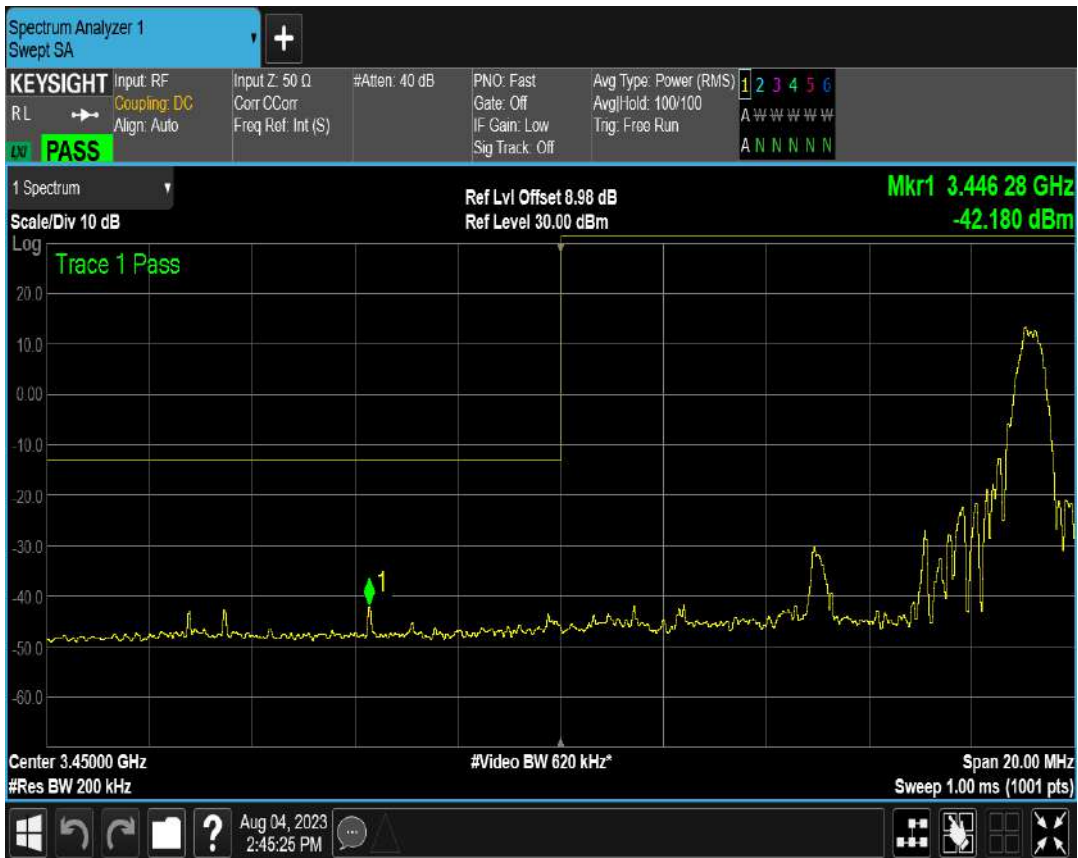 Spectrum Analyzer 1
Swept SA
+
KEYSIGHT
RL
LXI
PASS
Input: RF
Coupling: DC
Align: Auto
Input Z: 50 Ω
Corr CCorr
Freq Ref: Int (S)
#Atten: 40 dB
PNO: Fast
Gate: Off
IF Gain: Low
Sig Track: Off
Avg Type: Power (RMS)
Avg|Hold: 100/100
Trig: Free Run
1 2 3 4 5 6
A W W W W W
A N N N N N
1 Spectrum
Scale/Div 10 dB
Ref Lvl Offset 8.98 dB
Ref Level 30.00 dBm
Mkr1 3.446 28 GHz
-42.180 dBm
Log
Trace 1 Pass
20.0
10.0
0.00
-10.0
-20.0
-30.0
-40.0
1
-50.0
-60.0
Center 3.45000 GHz
#Res BW 200 kHz
#Video BW 620 kHz*
Span 20.00 MHz
Sweep 1.00 ms (1001 pts)
?
Aug 04, 2023
2:45:25 PM